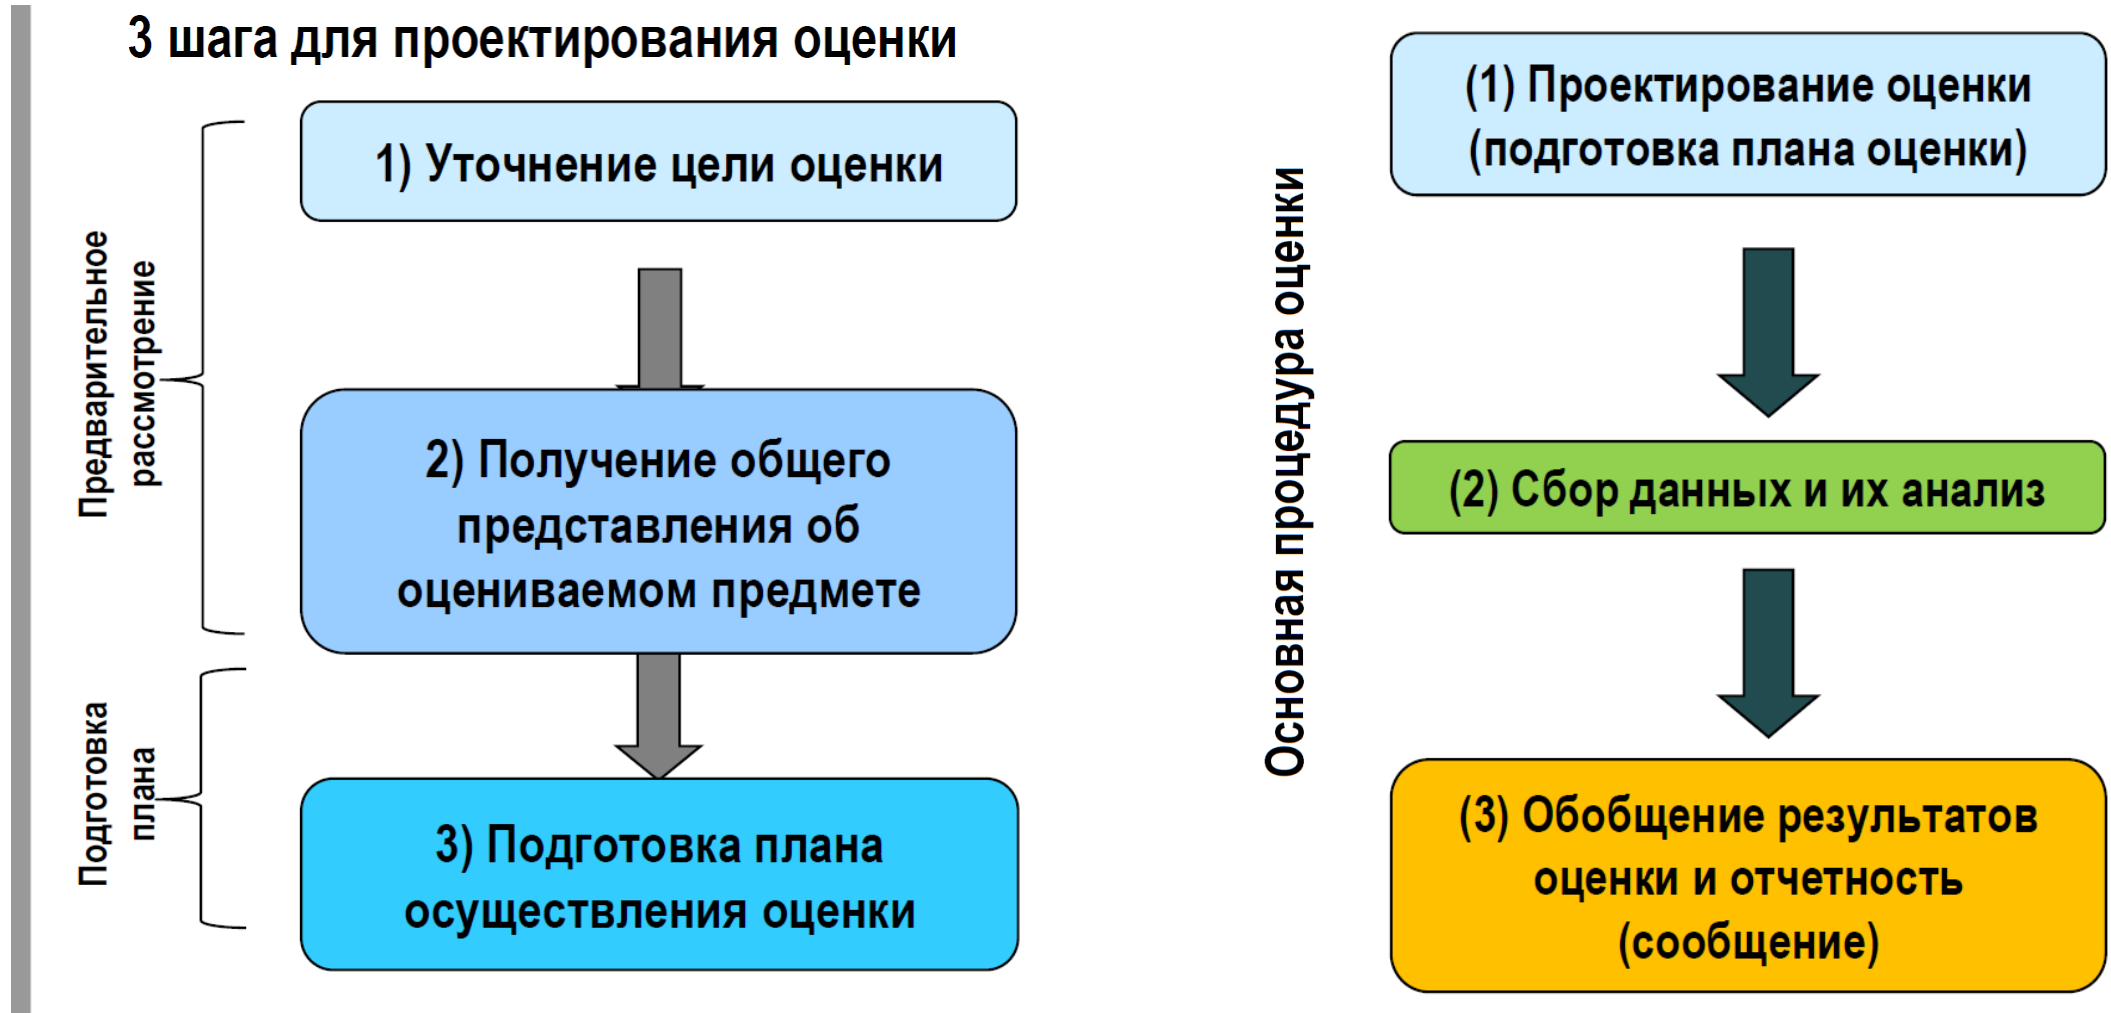 3 шага для проектирования оценки
Предварительное
рассмотрение
1) Уточнение цели оценки
2) Получение общего
представления об
оцениваемом предмете
Подготовка
плана
3) Подготовка плана
осуществления оценки
Основная процедура оценки
(1) Проектирование оценки
(подготовка плана оценки)
(2) Сбор данных и их анализ
(3) Обобщение результатов
оценки и отчетность
(сообщение)